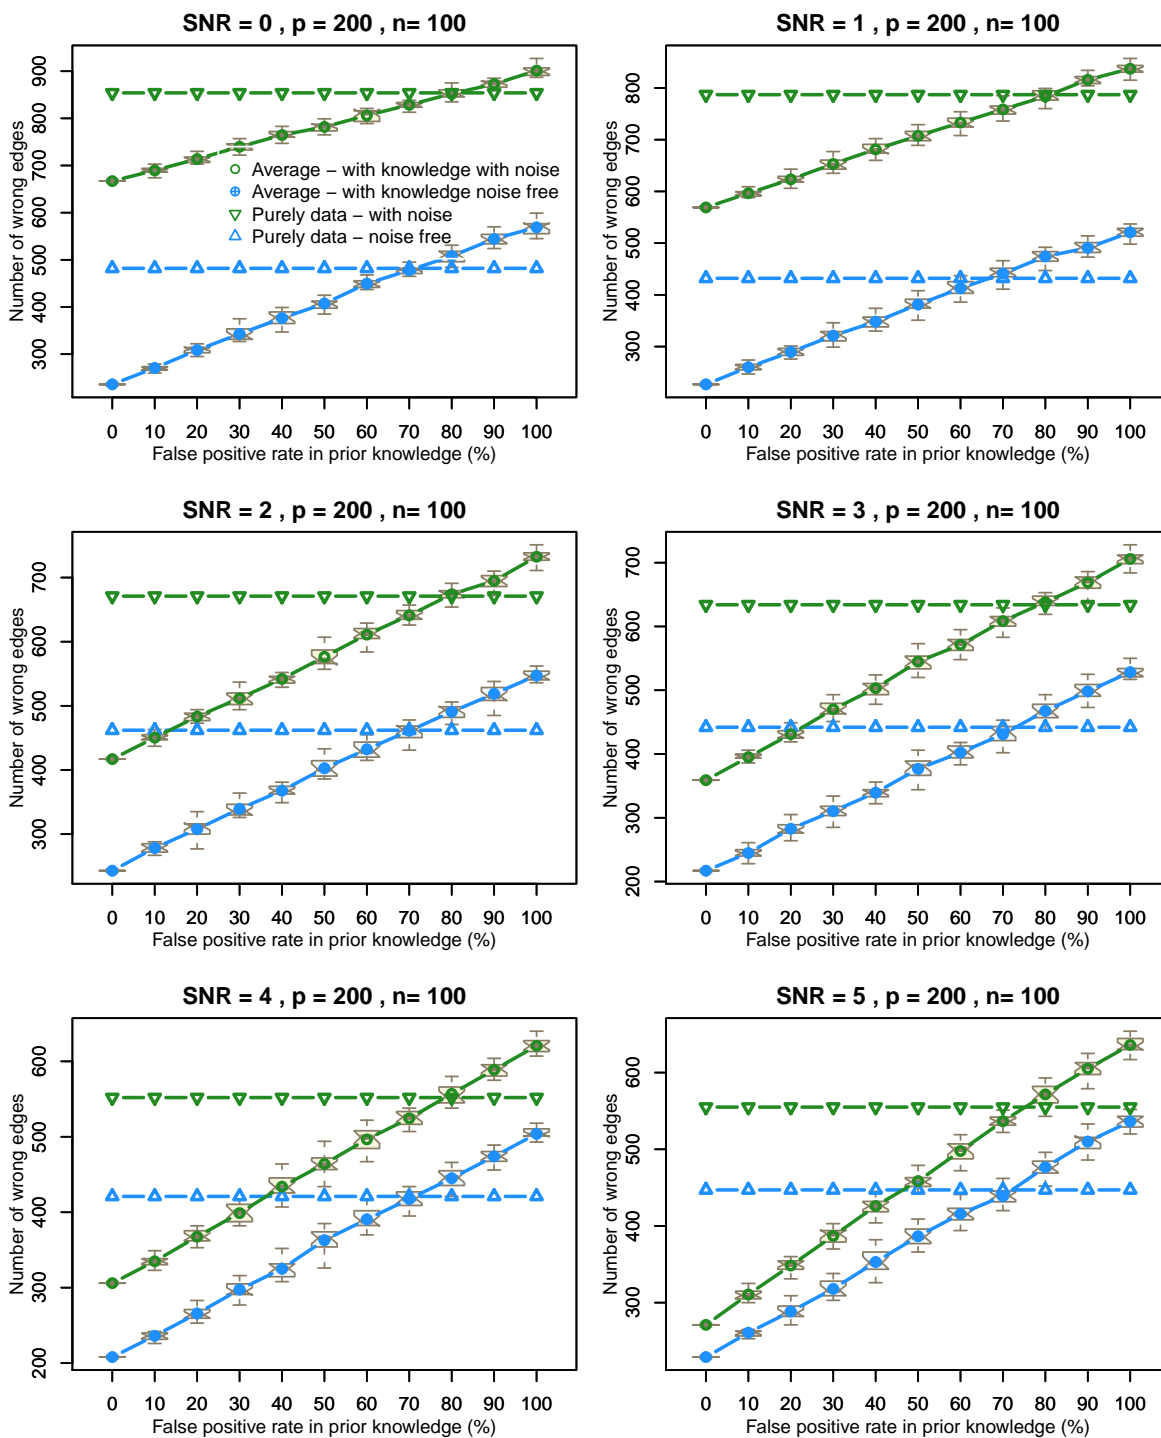 SNR = 0 , p = 200 , n= 100
Number of wrong edges
900
800
700
600
500
400
300
Average − with knowledge with noise
Average − with knowledge noise free
Purely data − with noise
Purely data − noise free
0 10 20 30 40 50 60 70 80 90 100
False positive rate in prior knowledge (%)
SNR = 1 , p = 200 , n= 100
Number of wrong edges
800
700
600
500
400
300
0 10 20 30 40 50 60 70 80 90 100
False positive rate in prior knowledge (%)
SNR = 2 , p = 200 , n= 100
Number of wrong edges
700
600
500
400
300
0 10 20 30 40 50 60 70 80 90 100
False positive rate in prior knowledge (%)
SNR = 3 , p = 200 , n= 100
Number of wrong edges
700
600
500
400
300
200
0 10 20 30 40 50 60 70 80 90 100
False positive rate in prior knowledge (%)
SNR = 4 , p = 200 , n= 100
Number of wrong edges
600
500
400
300
200
0 10 20 30 40 50 60 70 80 90 100
False positive rate in prior knowledge (%)
SNR = 5 , p = 200 , n= 100
Number of wrong edges
600
500
400
300
0 10 20 30 40 50 60 70 80 90 100
False positive rate in prior knowledge (%)